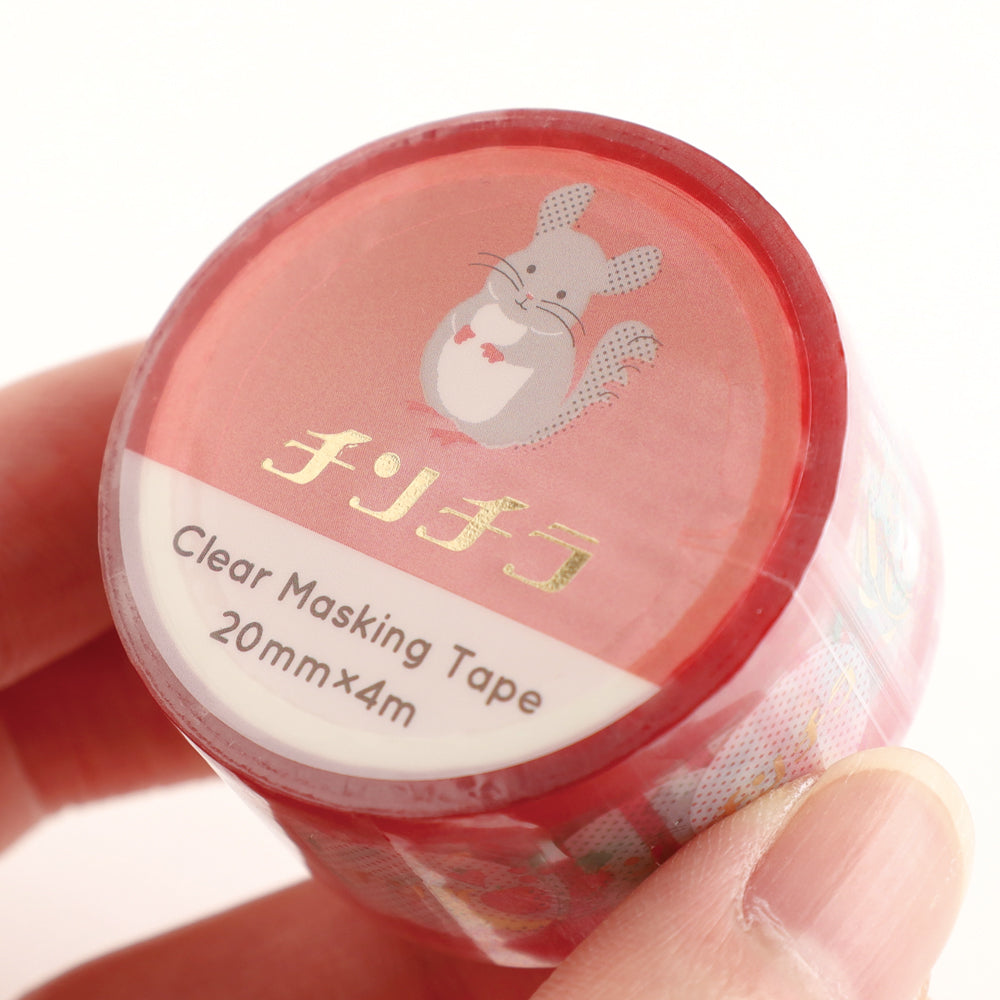 チンチラ
Clear Masking Tape
20mm×4m